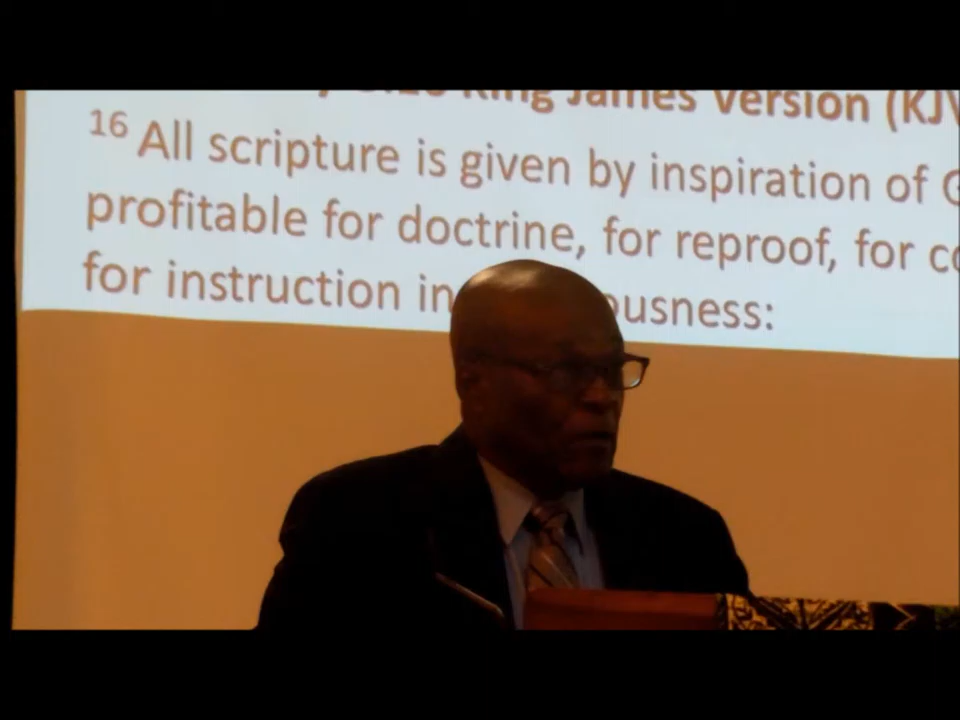 King James Version (KJV
16 All scripture is given by inspiration of
profitable for doctrine, for reproof, for
for instruction in ousness: